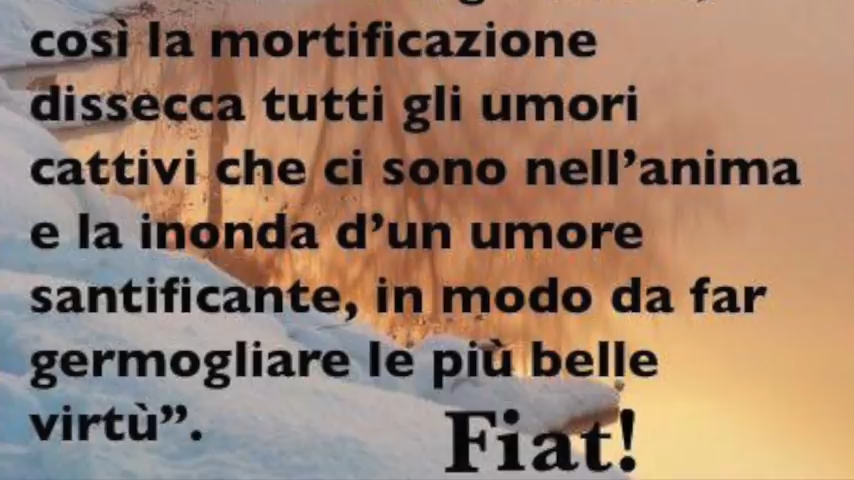 così la mortificazione
dissecca tutti gli umori
cattivi che ci sono nell’anima
e la inonda d’un umore
santificante, in modo da far
germogliare le più belle
virtù”.
Fiat!